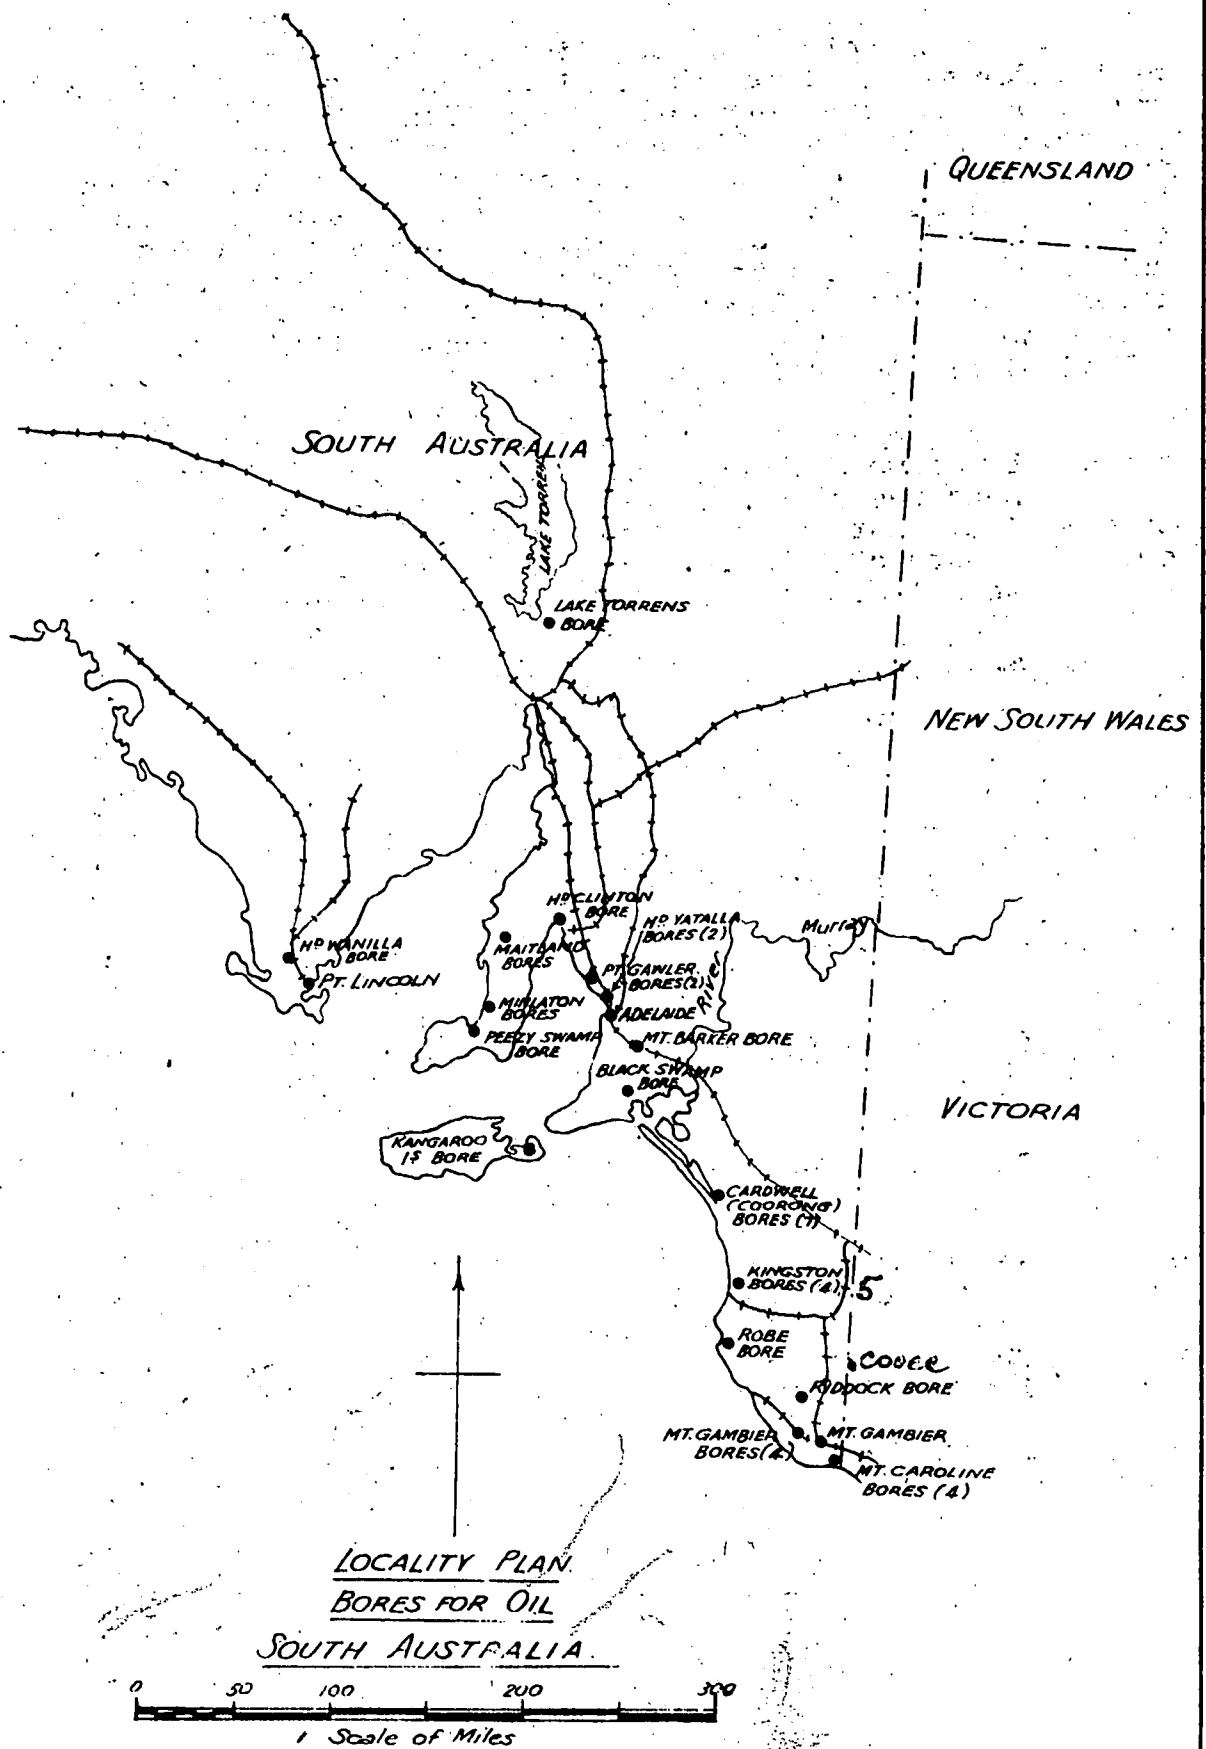 QUEENSLAND
SOUTH AUSTRALIA
LAKE TORRENS
LAKE TORRENS
BORE
NEW SOUTH WALES
HD CLINTON
BORE
HD YATALLA
BORES (2)
Murray
RIVER
HD WANILLA
BORE
MAITLAND
BORES
PT. GAWLER
BORES (2)
PT. LINCOLN
MINLATON
BORES
ADELAIDE
PEEZY SWAMP
BORE
MT. BARKER BORE
BLACK SWAMP
BORE
VICTORIA
KANGAROO
IS BORE
CARDWELL
(COORONG)
BORES
KINGSTON
BORES (4)
5
ROBE
BORE
RIDDOCK BORE
MT. GAMBIER
BORES
MT. GAMBIER
MT. CAROLINE
BORES (4)
LOCALITY PLAN
BORES FOR OIL
SOUTH AUSTRALIA.
0 50 100 200 300
Scale of Miles